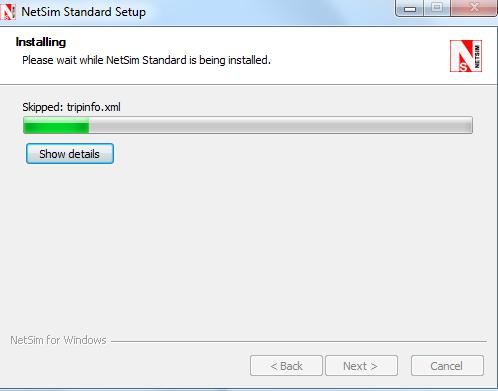 NetSim Standard Setup
Installing
Please wait while NetSim Standard is being installed.
N
S
NETSIM
Skipped: tripinfo.xml
Show details
NetSim for Windows
< Back
Next >
Cancel